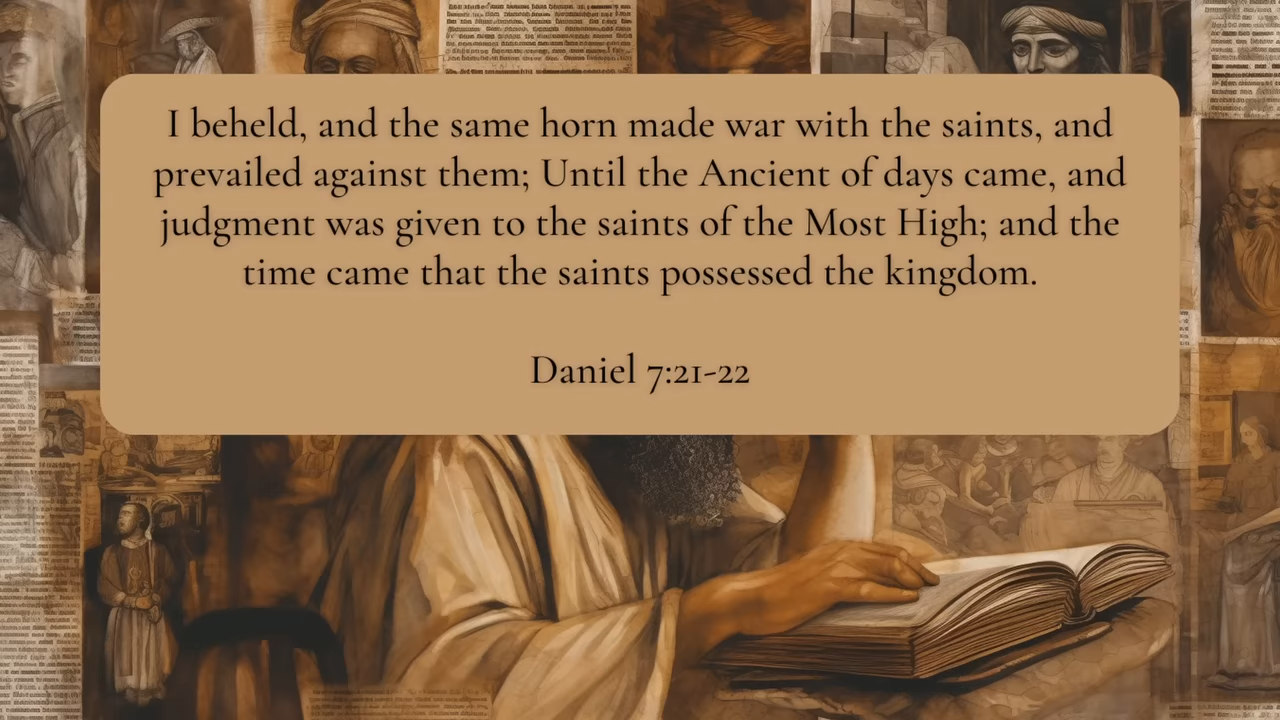 I beheld, and the same horn made war with the saints, and
prevailed against them; Until the Ancient of days came, and
judgment was given to the saints of the Most High; and the
time came that the saints possessed the kingdom.
Daniel 7:21-22